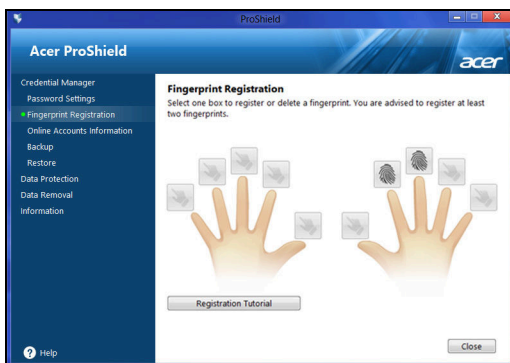 ProShield
Acer ProShield
acer
Credential Manager
Password Settings
Fingerprint Registration
Online Accounts Information
Backup
Restore
Data Protection
Data Removal
Information
Help
Fingerprint Registration
Select one box to register or delete a fingerprint. You are advised to register at least
two fingerprints.
Registration Tutorial
Close